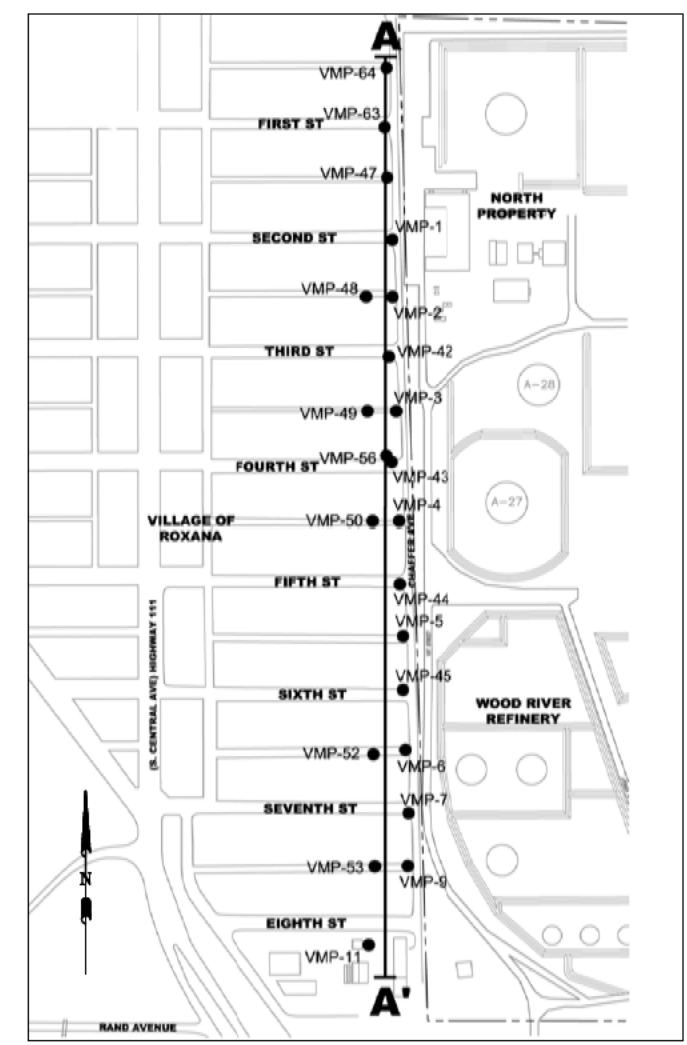 A
VMP-64
VMP-63
FIRST ST
VMP-47
NORTH
PROPERTY
VMP-1
SECOND ST
VMP-48
VMP-2
THIRD ST
VMP-42
A-28
VMP-3
VMP-49
VMP-56
FOURTH ST
VMP-43
VMP-4
A-27
VILLAGE OF
ROXANA
VMP-50
CHAFFER AVE
FIFTH ST
VMP-44
VMP-5
(S. CENTRAL AVE) HIGHWAY 111
VMP-45
SIXTH ST
WOOD RIVER
REFINERY
VMP-52
VMP-6
VMP-7
SEVENTH ST
N
VMP-53
VMP-9
EIGHTH ST
VMP-11
A
RAND AVENUE